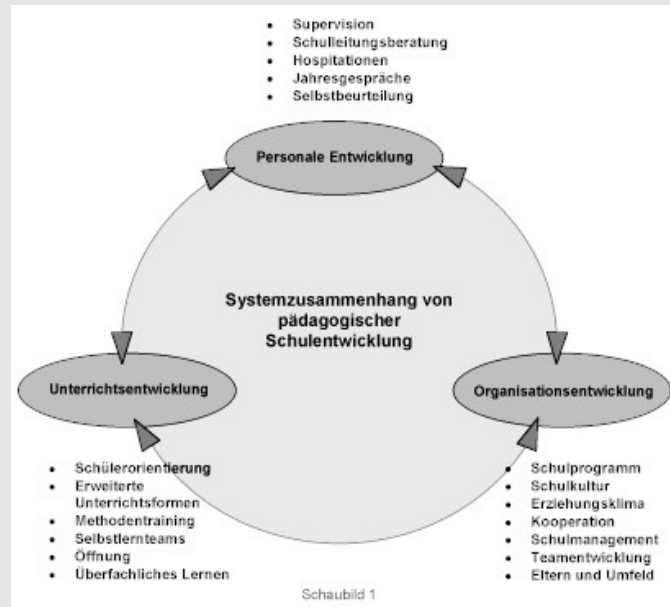 • Supervision
• Schulleitungsberatung
• Hospitationen
• Jahresgespräche
• Selbstbeurteilung
Personale Entwicklung
Systemzusammenhang von
pädagogischer
Schulentwicklung
Unterrichtsentwicklung
Organisationsentwicklung
• Schülerorientierung
• Erweiterte
Unterrichtsformen
• Methodentraining
• Selbstlernteams
• Öffnung
• Überfachliches Lernen
• Schulprogramm
• Schulkultur
• Erziehungsklima
• Kooperation
• Schulmanagement
• Teamentwicklung
• Eltern und Umfeld
Schaubild 1